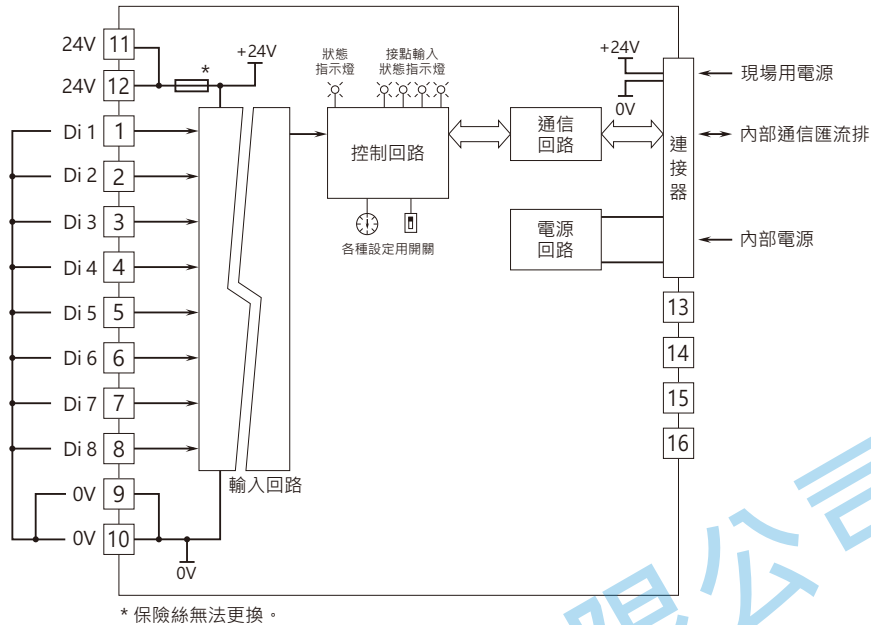 24V 11
24V 12
*
+24V
Di 1 1
Di 2 2
Di 3 3
Di 4 4
Di 5 5
Di 6 6
Di 7 7
Di 8 8
0V 9
0V 10
0V
輸入回路
狀態
指示燈
接點輸入
狀態指示燈
控制回路
各種設定用開關
通信
回路
電源
回路
+24V
0V
連
接
器
現場用電源
內部通信匯流排
內部電源
13
14
15
16
* 保險絲無法更換。
限公司